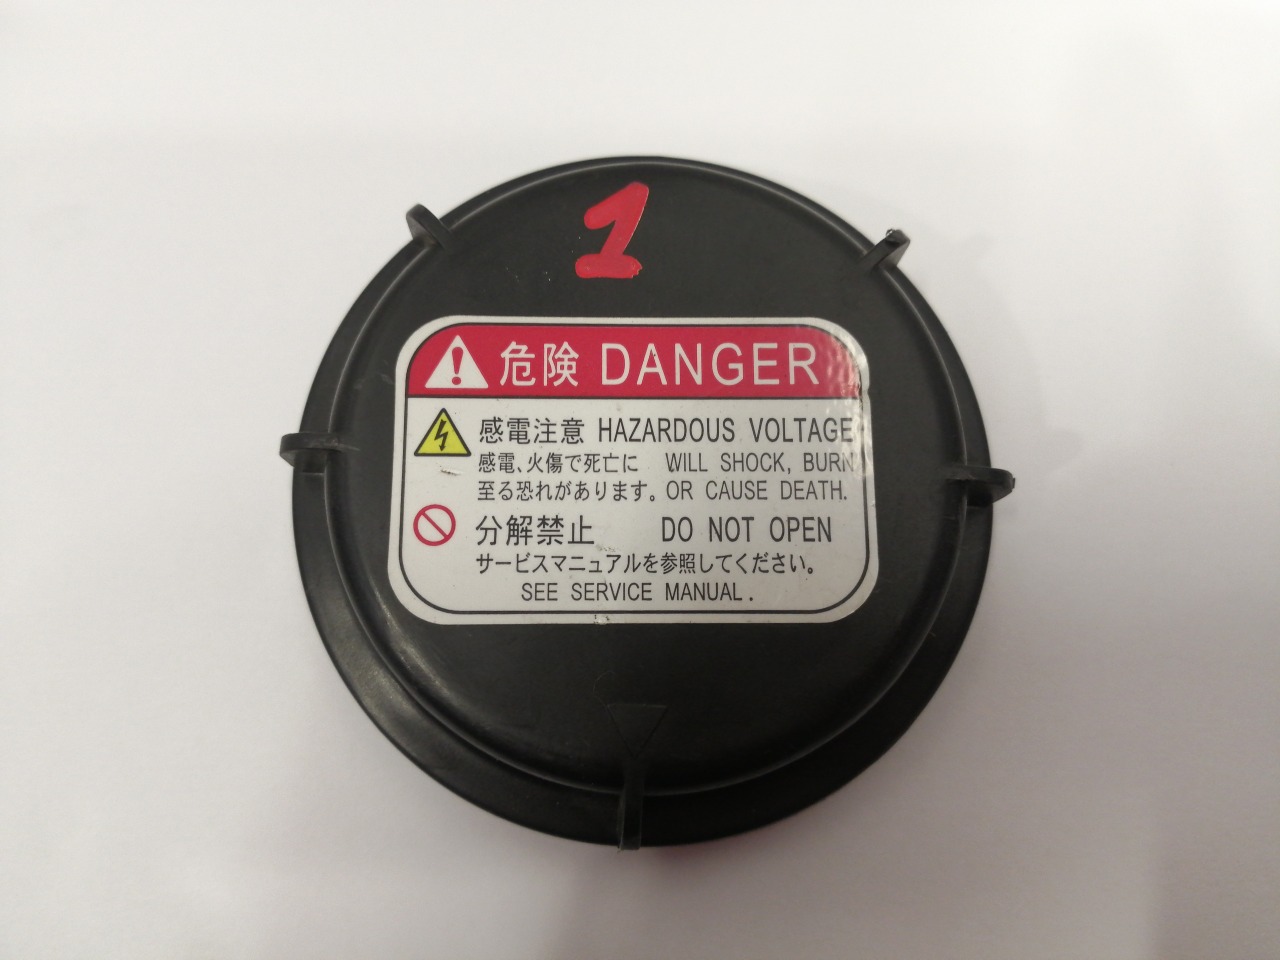 1
危険 DANGER
感電注意 HAZARDOUS VOLTAGE
感電、火傷で死亡に WILL SHOCK, BURN
至る恐れがあります。 OR CAUSE DEATH.
分解禁止 DO NOT OPEN
サービスマニュアルを参照してください。
SEE SERVICE MANUAL.